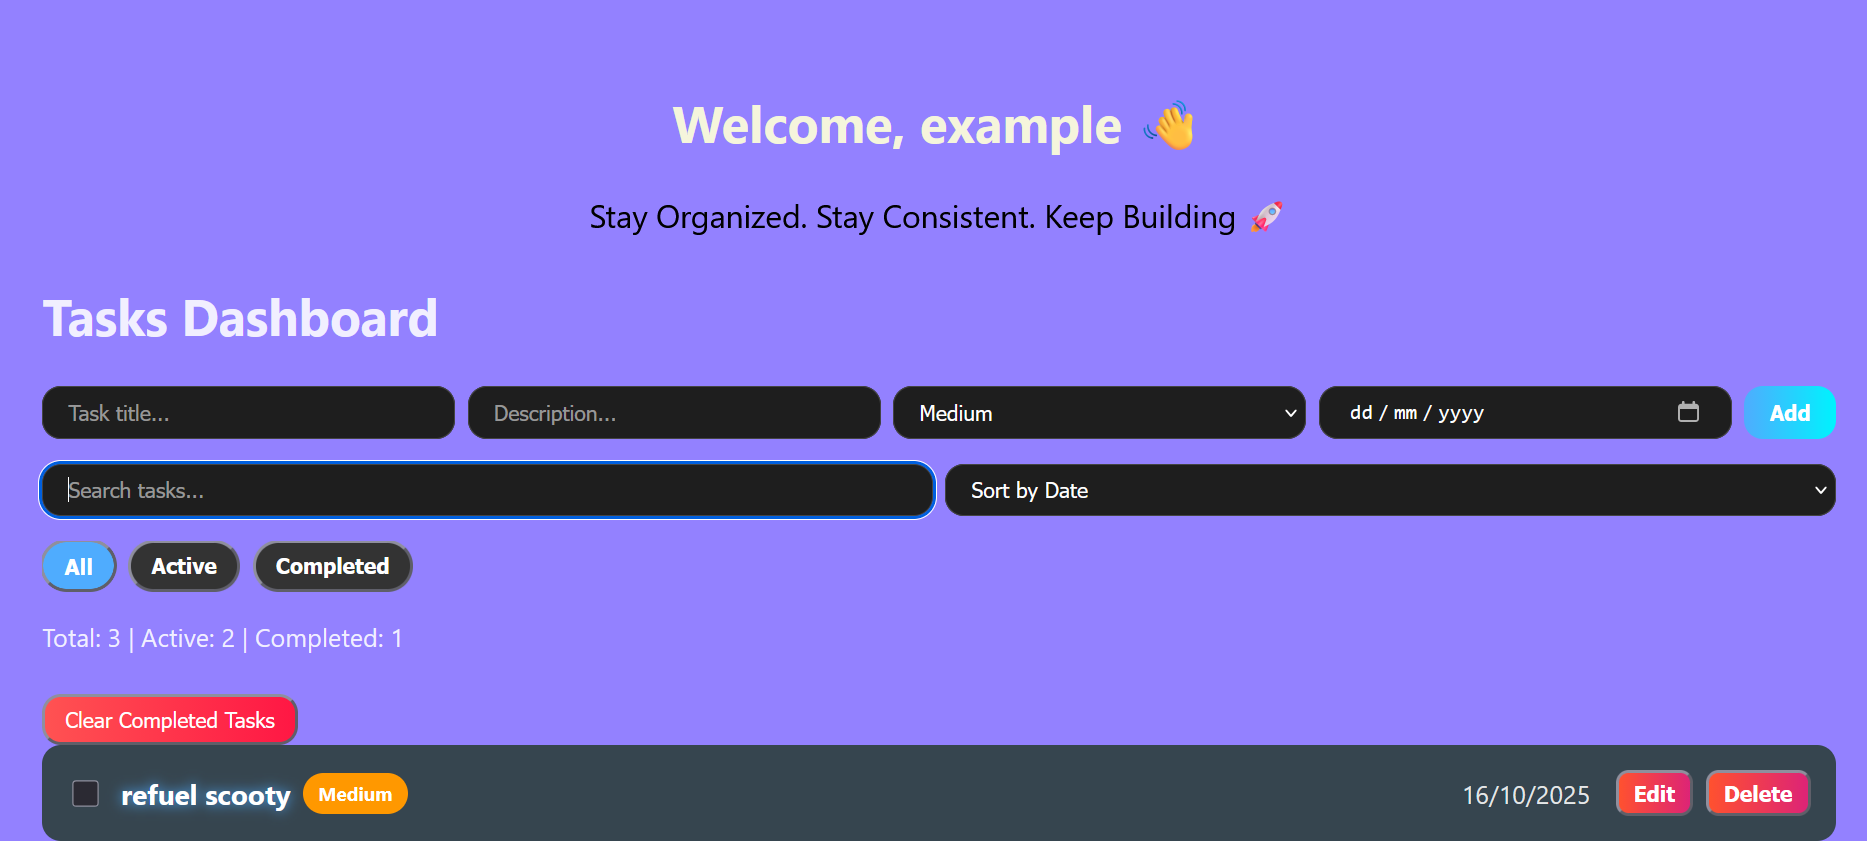 Welcome, example 👋
Stay Organized. Stay Consistent. Keep Building 🚀
Tasks Dashboard
Task title... Description... Medium dd / mm / yyyy Add
Search tasks... Sort by Date
All Active Completed
Total: 3 | Active: 2 | Completed: 1
Clear Completed Tasks
refuel scooty Medium 16/10/2025 Edit Delete